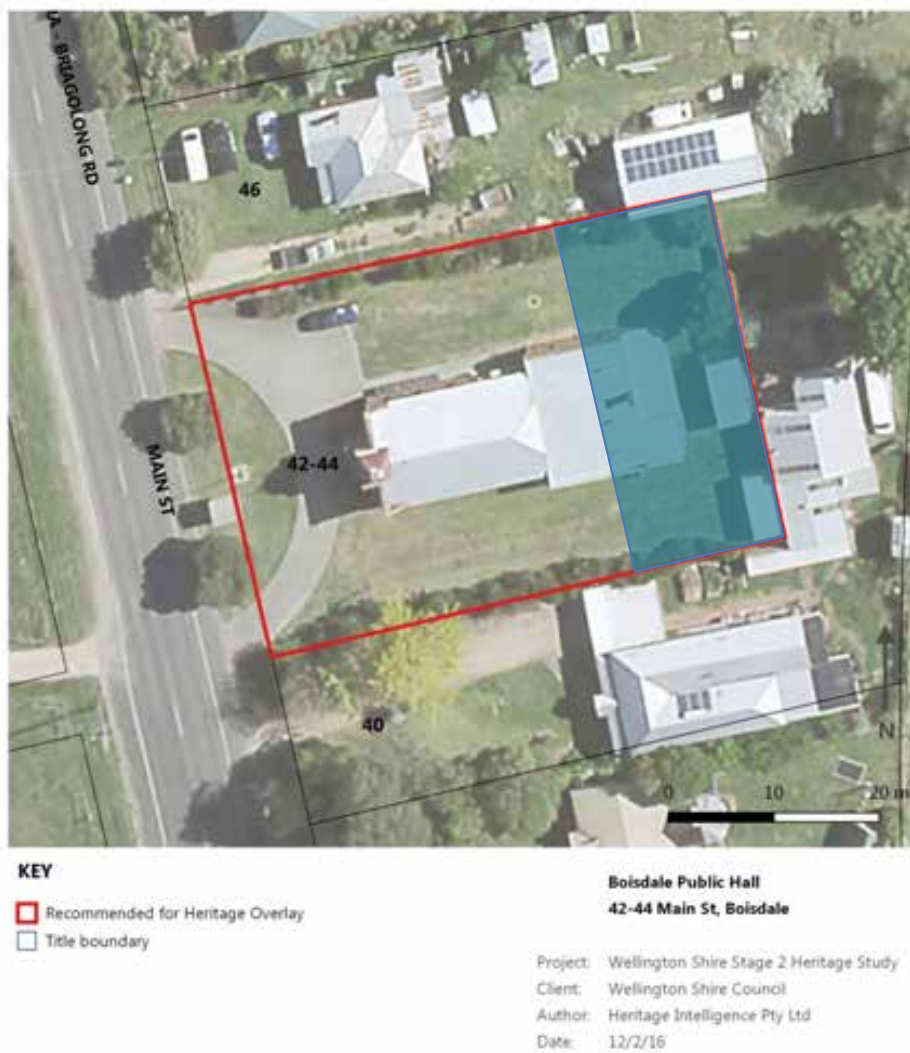 BRIAGOLONG RD
46
MAIN ST
42-44
40
N
0 10 20 m
KEY
Recommended for Heritage Overlay
Title boundary
Boisdale Public Hall
42-44 Main St, Boisdale
Project: Wellington Shire Stage 2 Heritage Study
Client: Wellington Shire Council
Author: Heritage Intelligence Pty Ltd
Date: 12/2/16